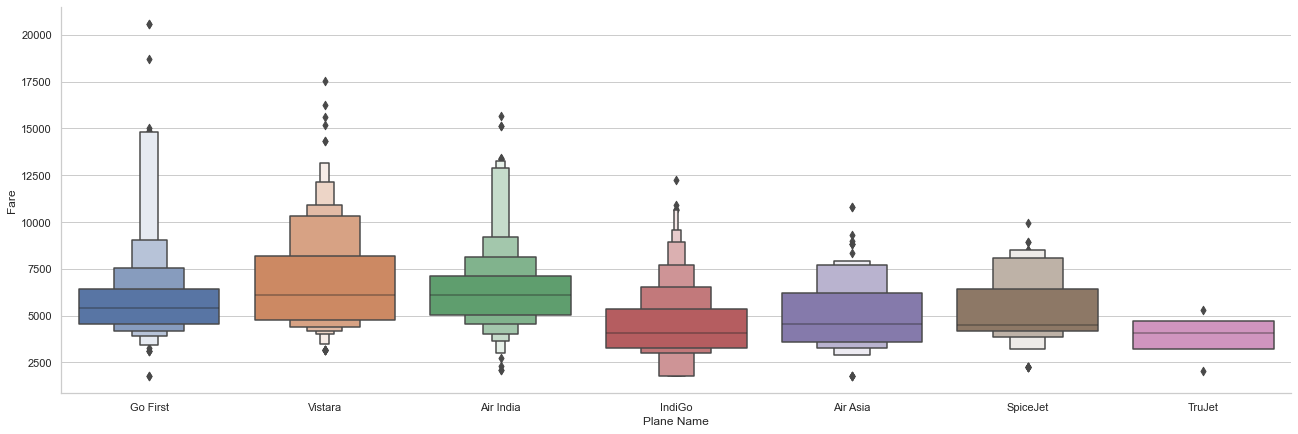 20000
17500
15000
12500
10000
7500
5000
2500
Fare
Go First Vistara Air India IndiGo Air Asia SpiceJet TruJet
Plane Name